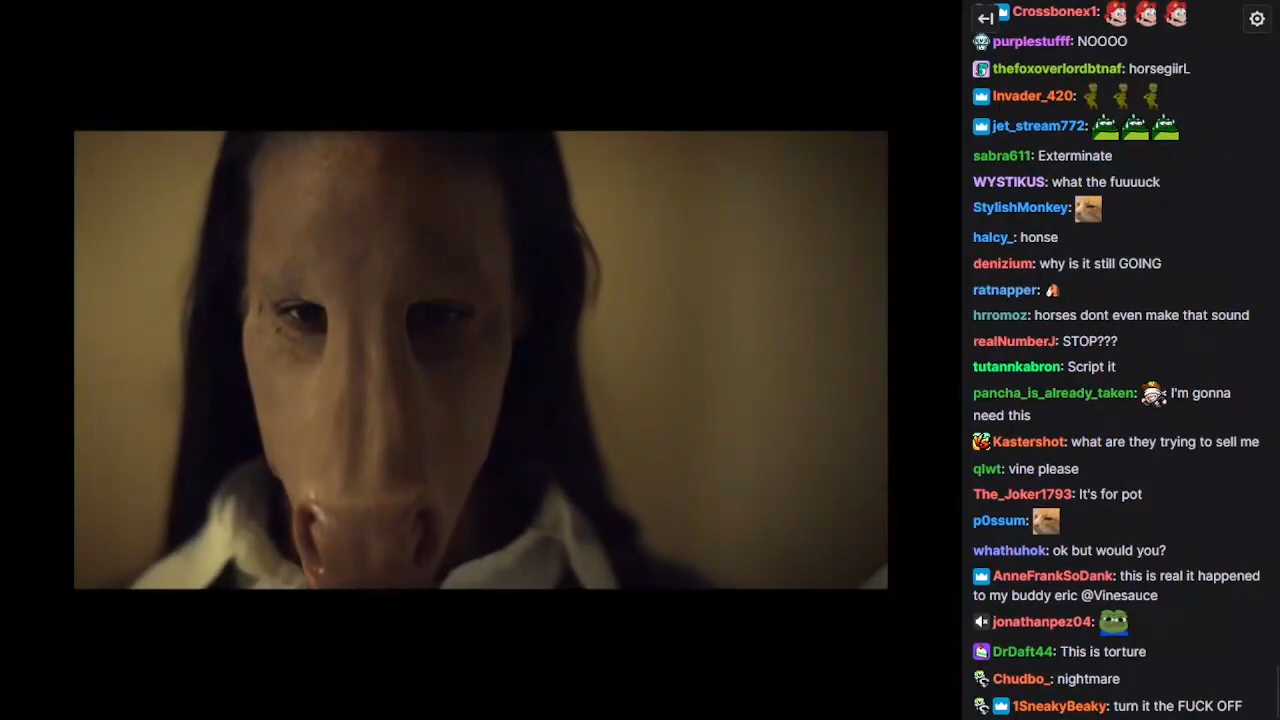 Crossbonex1:
purplestufff: NOOOO
thefoxoverlordbtnaf: horsegiirL
Invader_420:
jet_stream772:
sabra611: Exterminate
WYSTIKUS: what the fuuuuck
StylishMonkey:
halcy_: honse
denizium: why is it still GOING
ratnapper:
hrromoz: horses dont even make that sound
realNumberJ: STOP???
tutannkabron: Script it
pancha_is_already_taken: I'm gonna
need this
Kastershot: what are they trying to sell me
qlwt: vine please
The_Joker1793: It's for pot
p0ssum:
whathuhok: ok but would you?
AnneFrankSoDank: this is real it happened
to my buddy eric @Vinesauce
jonathanpez04:
DrDaft44: This is torture
Chudbo_: nightmare
1SneakyBeaky: turn it the FUCK OFF